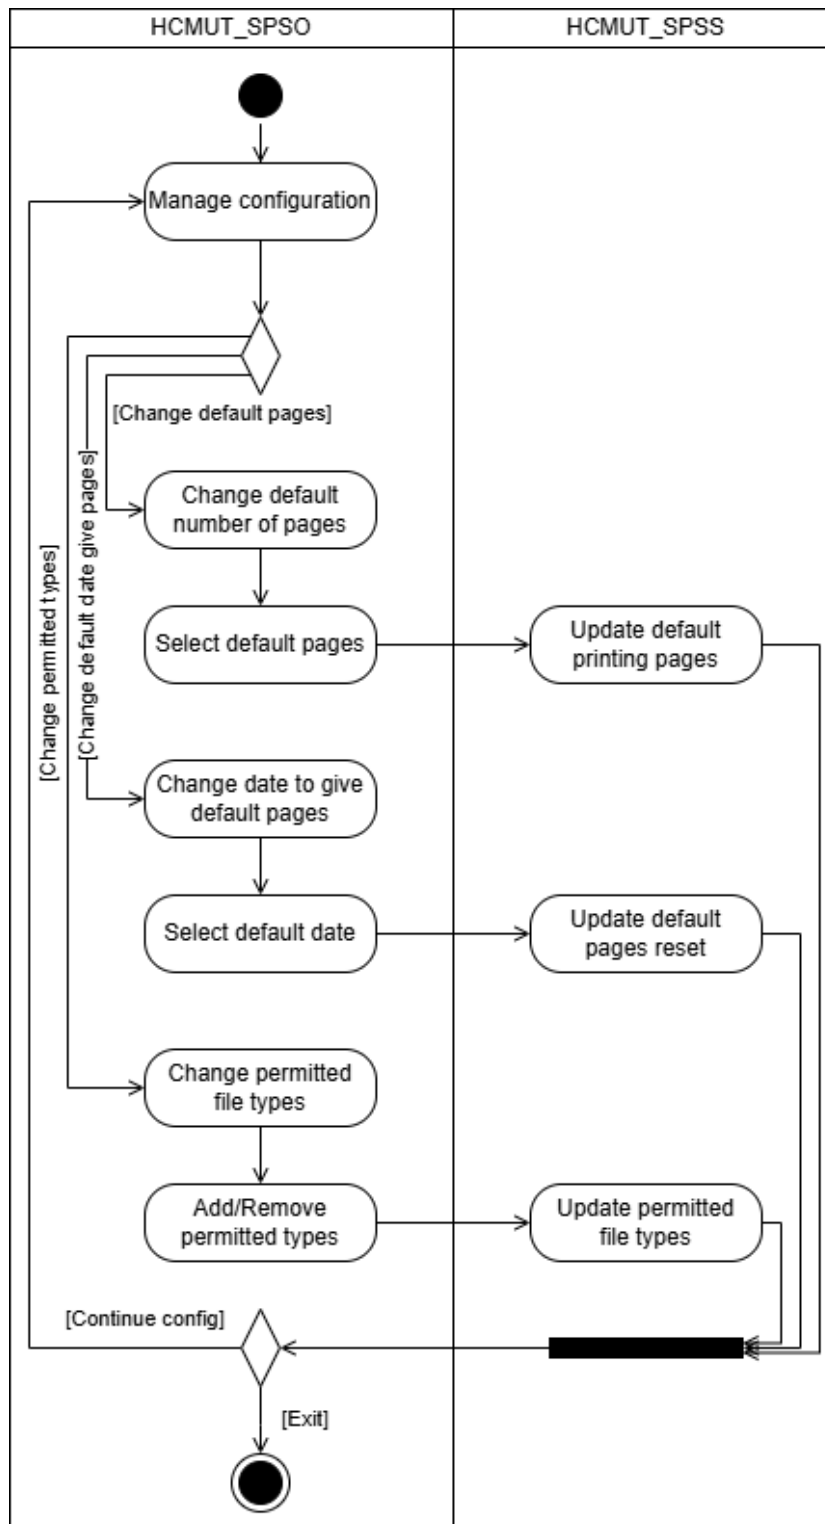 HCMUT_SPSO
HCMUT_SPSS
Manage configuration
[Change default pages]
[Change default date give pages]
[Change permitted types]
Change default
number of pages
Select default pages
Update default
printing pages
Change date to give
default pages
Select default date
Update default
pages reset
Change permitted
file types
Add/Remove
permitted types
Update permitted
file types
[Continue config]
[Exit]